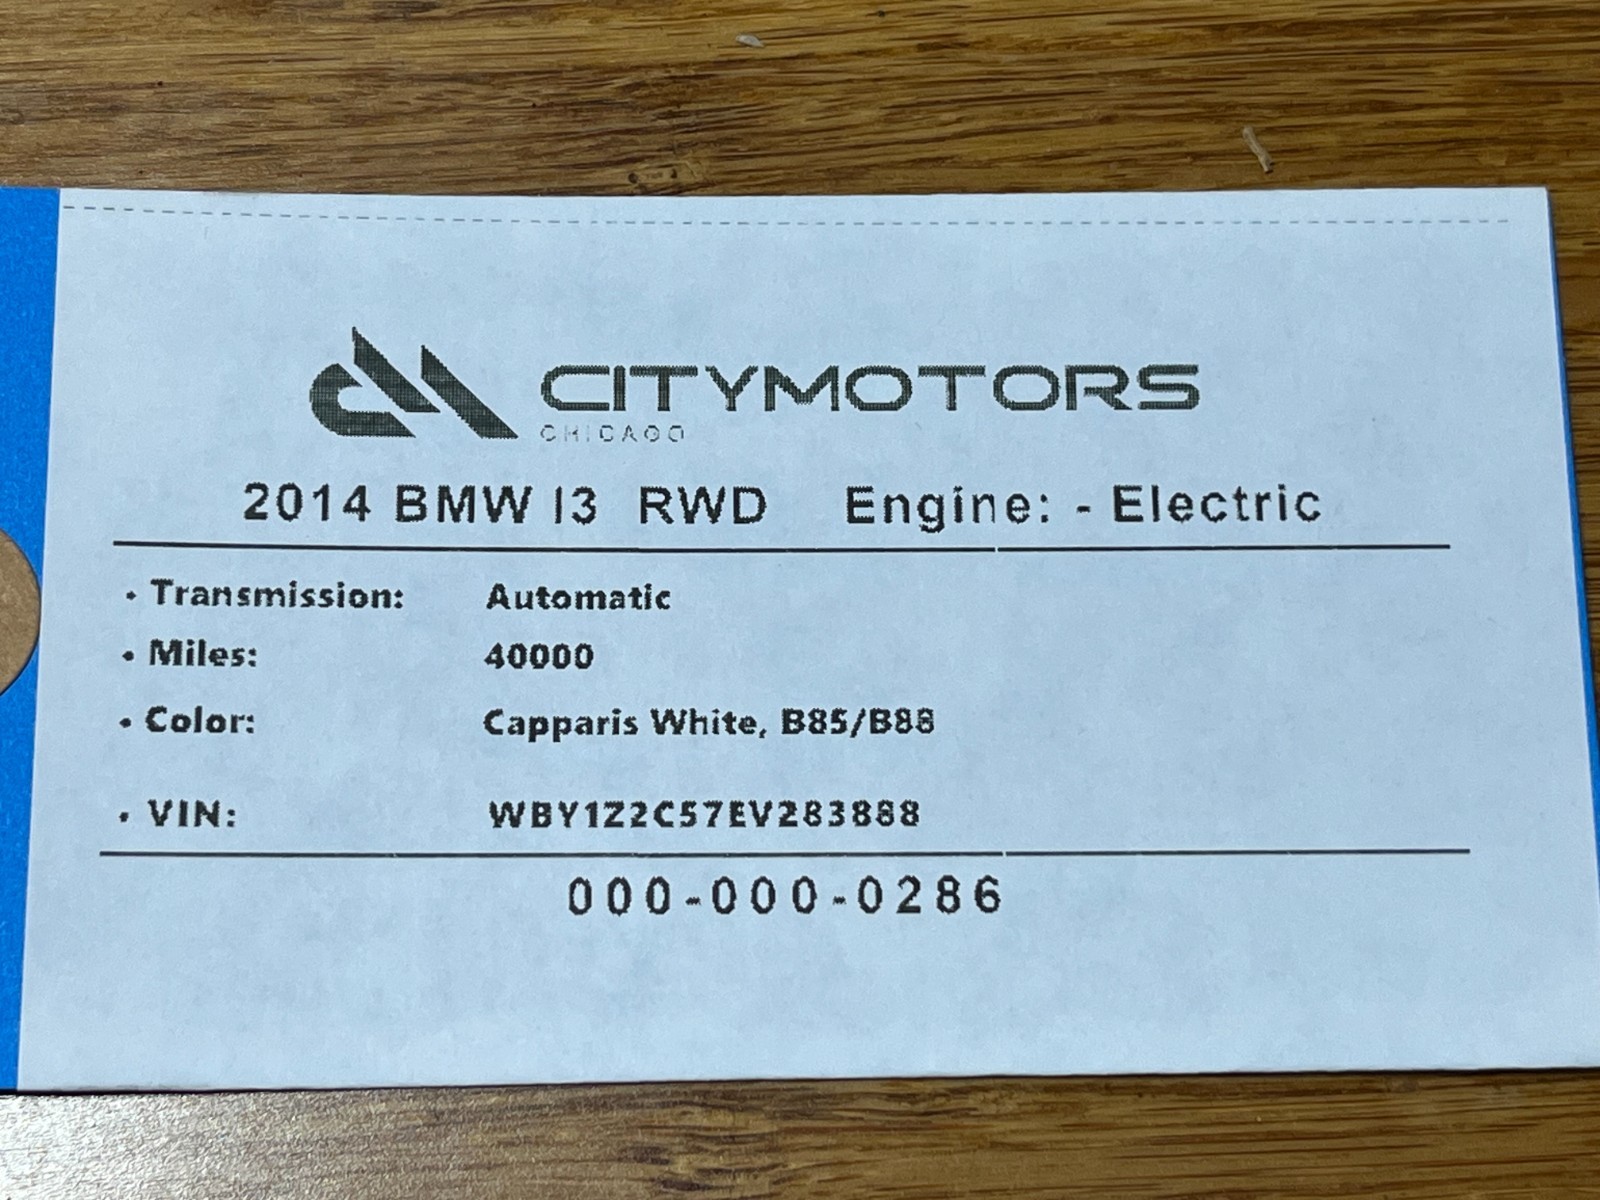 CITYMOTORS
CHICAGO
2014 BMW I3 RWD Engine: - Electric
• Transmission: Automatic
• Miles: 40000
• Color: Capparis White, B85/B88
• VIN: WBY1Z2C57EV283888
000-000-0286